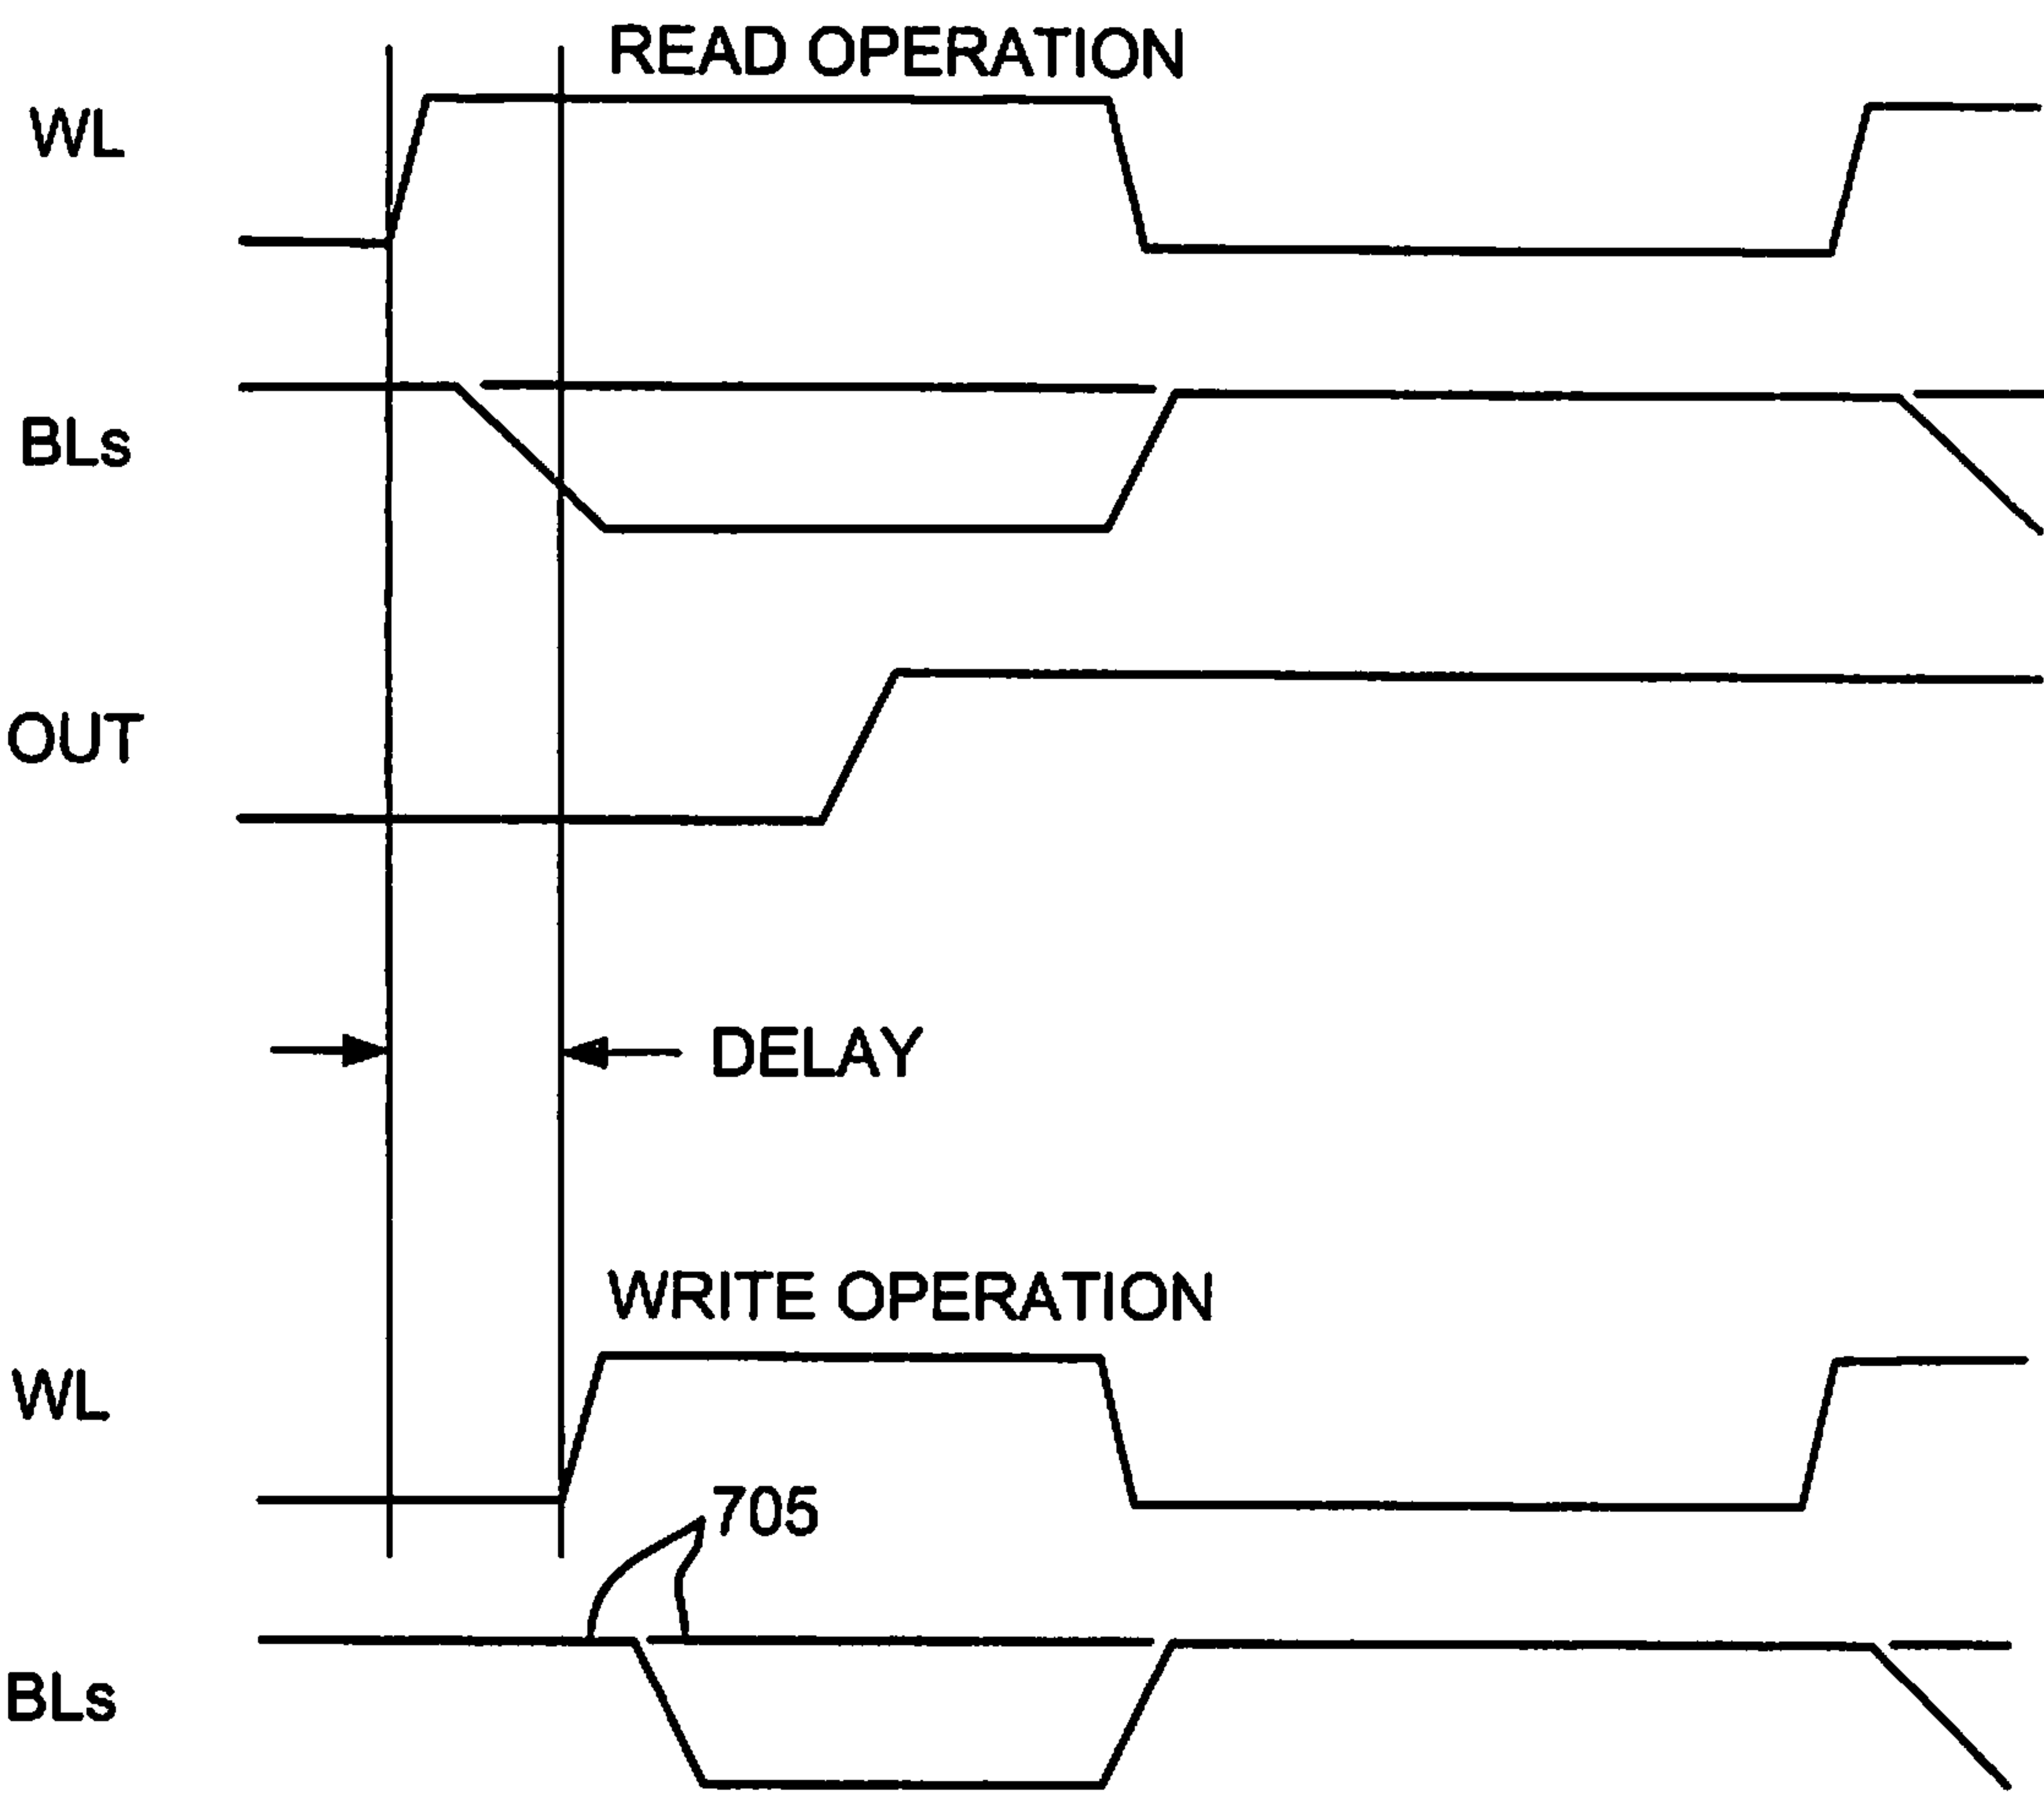 READ OPERATION
WL
BLs
OUT
DELAY
WRITE OPERATION
WL
705
BLs